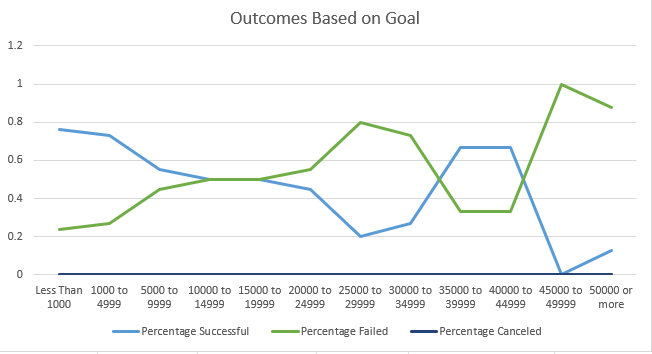 Outcomes Based on Goal
1.2
1
0.8
0.6
0.4
0.2
0
Less Than 1000 to 5000 to 10000 to 15000 to 20000 to 25000 to 30000 to 35000 to 40000 to 45000 to 50000 or
1000 4999 9999 14999 19999 24999 29999 34999 39999 44999 49999 more
Percentage Successful Percentage Failed Percentage Canceled